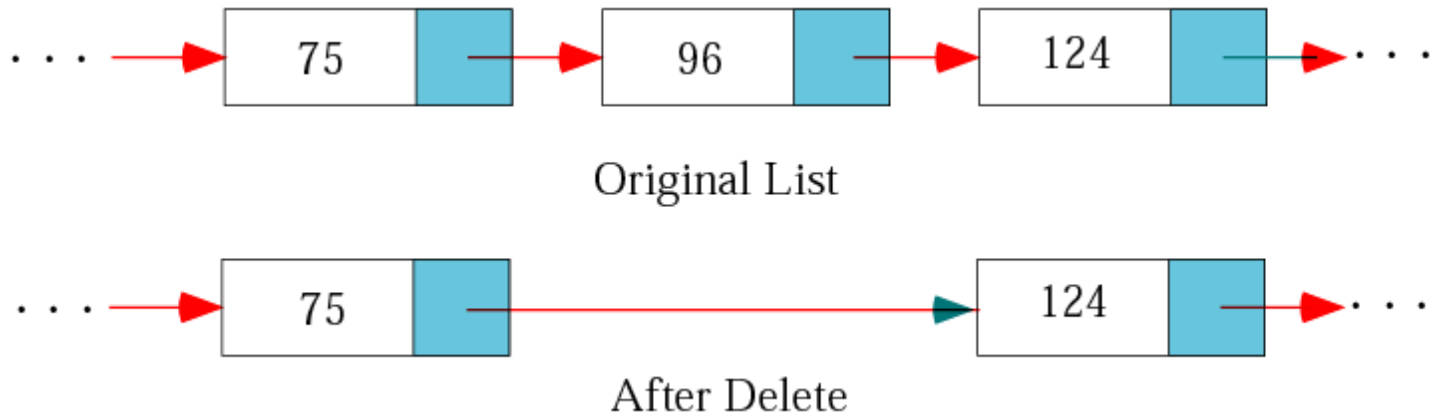 . . . 75 96 124 . . .
Original List
. . . 75 124 . . .
After Delete